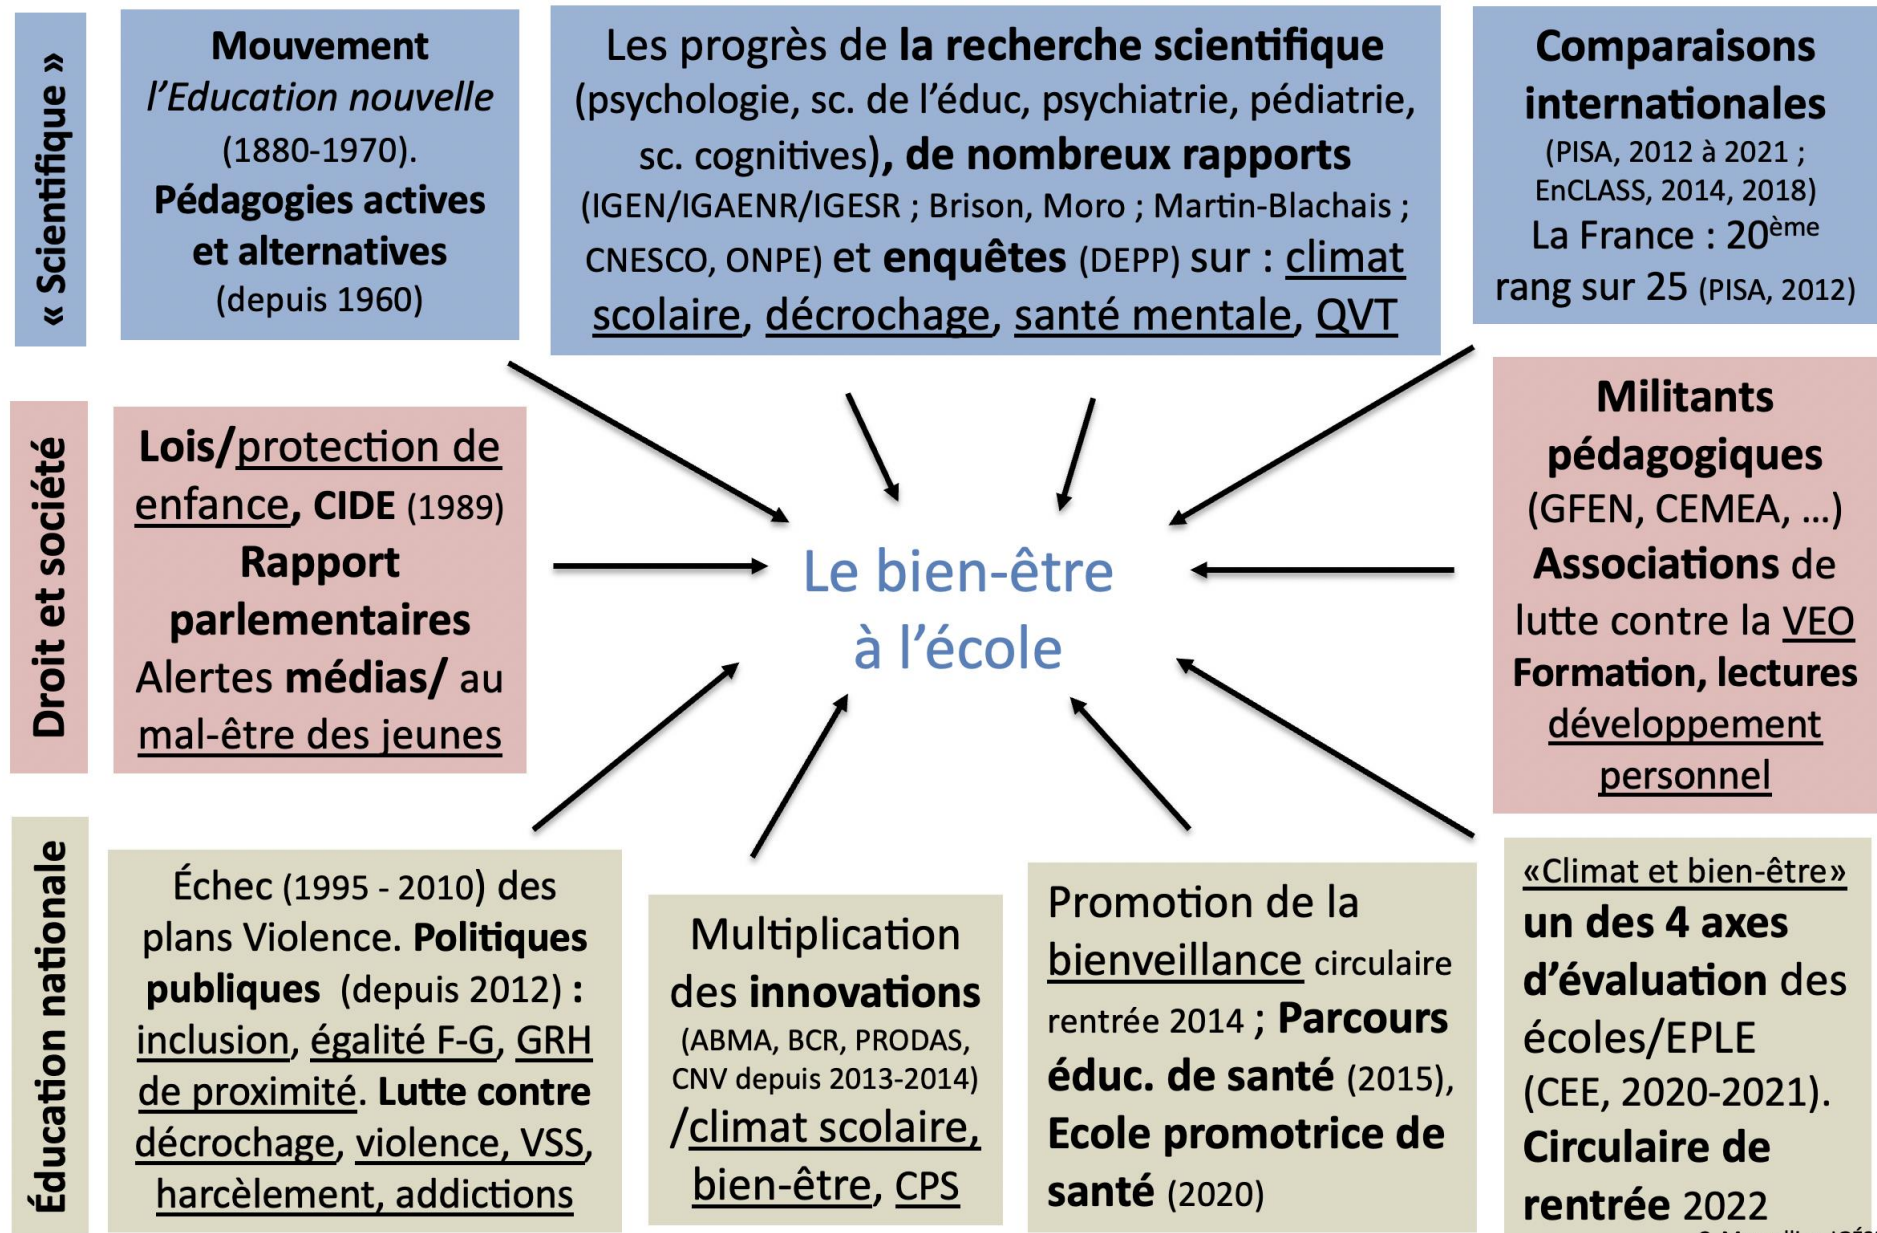 « Scientifique »
Mouvement
l’Education nouvelle
(1880-1970).
Pédagogies actives
et alternatives
(depuis 1960)
Les progrès de la recherche scientifique
(psychologie, sc. de l’éduc, psychiatrie, pédiatrie,
sc. cognitives), de nombreux rapports
(IGEN/IGAENR/IGESR ; Brison, Moro ; Martin-Blachais ;
CNESCO, ONPE) et enquêtes (DEPP) sur : climat
scolaire, décrochage, santé mentale, QVT
Comparaisons
internationales
(PISA, 2012 à 2021 ;
EnCLASS, 2014, 2018)
La France : 20ème
rang sur 25 (PISA, 2012)
Droit et société
Lois/protection de
enfance, CIDE (1989)
Rapport
parlementaires
Alertes médias/ au
mal-être des jeunes
Le bien-être
à l’école
Militants
pédagogiques
(GFEN, CEMEA, …)
Associations de
lutte contre la VEO
Formation, lectures
développement
personnel
Éducation nationale
Échec (1995 - 2010) des
plans Violence. Politiques
publiques (depuis 2012) :
inclusion, égalité F-G, GRH
de proximité. Lutte contre
décrochage, violence, VSS,
harcèlement, addictions
Multiplication
des innovations
(ABMA, BCR, PRODAS,
CNV depuis 2013-2014)
/climat scolaire,
bien-être, CPS
Promotion de la
bienveillance circulaire
rentrée 2014 ; Parcours
éduc. de santé (2015),
Ecole promotrice de
santé (2020)
«Climat et bien-être»
un des 4 axes
d’évaluation des
écoles/EPLE
(CEE, 2020-2021).
Circulaire de
rentrée 2022